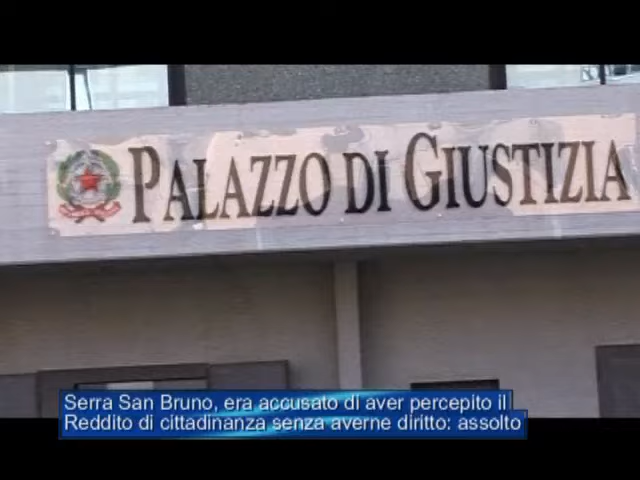 PALAZZO DI GIUSTIZIA
Serra San Bruno, era accusato di aver percepito il
Reddito di cittadinanza senza averne diritto: assolto